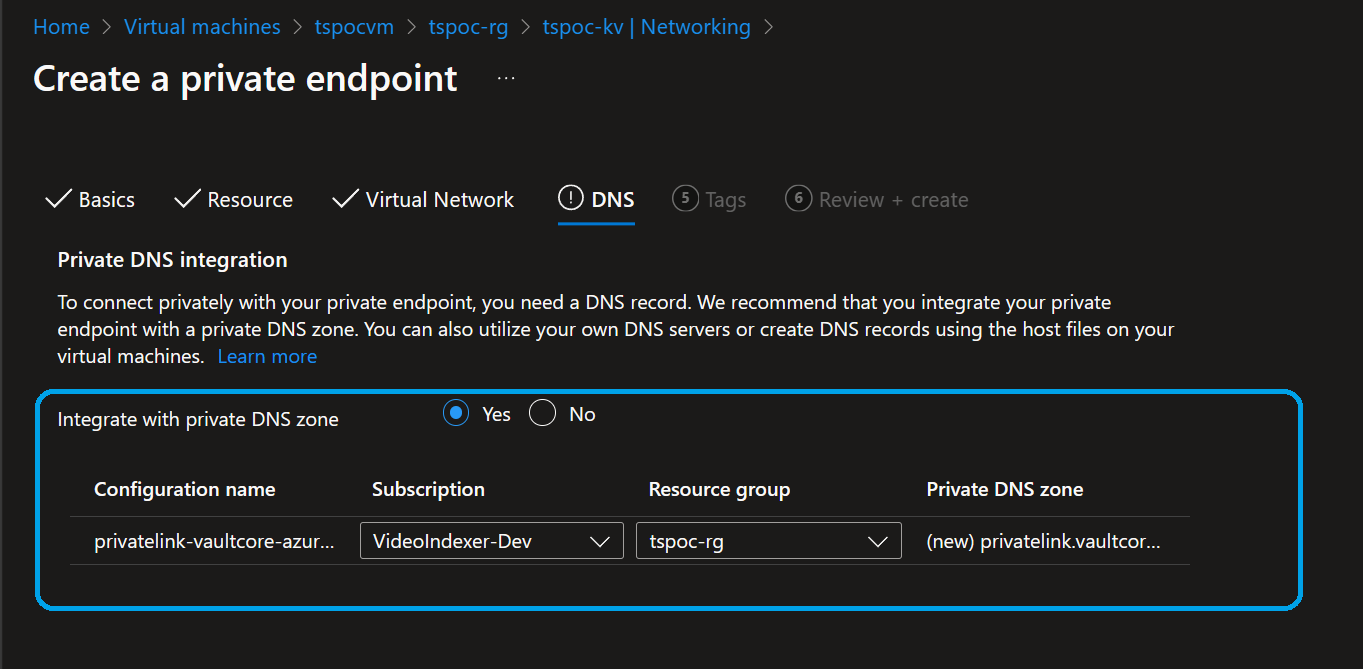 Home > Virtual machines > tspocvm > tspoc-rg > tspoc-kv | Networking >
Create a private endpoint ...
Basics Resource Virtual Network ! DNS 5 Tags 6 Review + create
Private DNS integration
To connect privately with your private endpoint, you need a DNS record. We recommend that you integrate your private
endpoint with a private DNS zone. You can also utilize your own DNS servers or create DNS records using the host files on your
virtual machines. Learn more
Integrate with private DNS zone Yes No
Configuration name Subscription Resource group Private DNS zone
privatelink-vaultcore-azur... VideoIndexer-Dev tspoc-rg (new) privatelink.vaultcor...